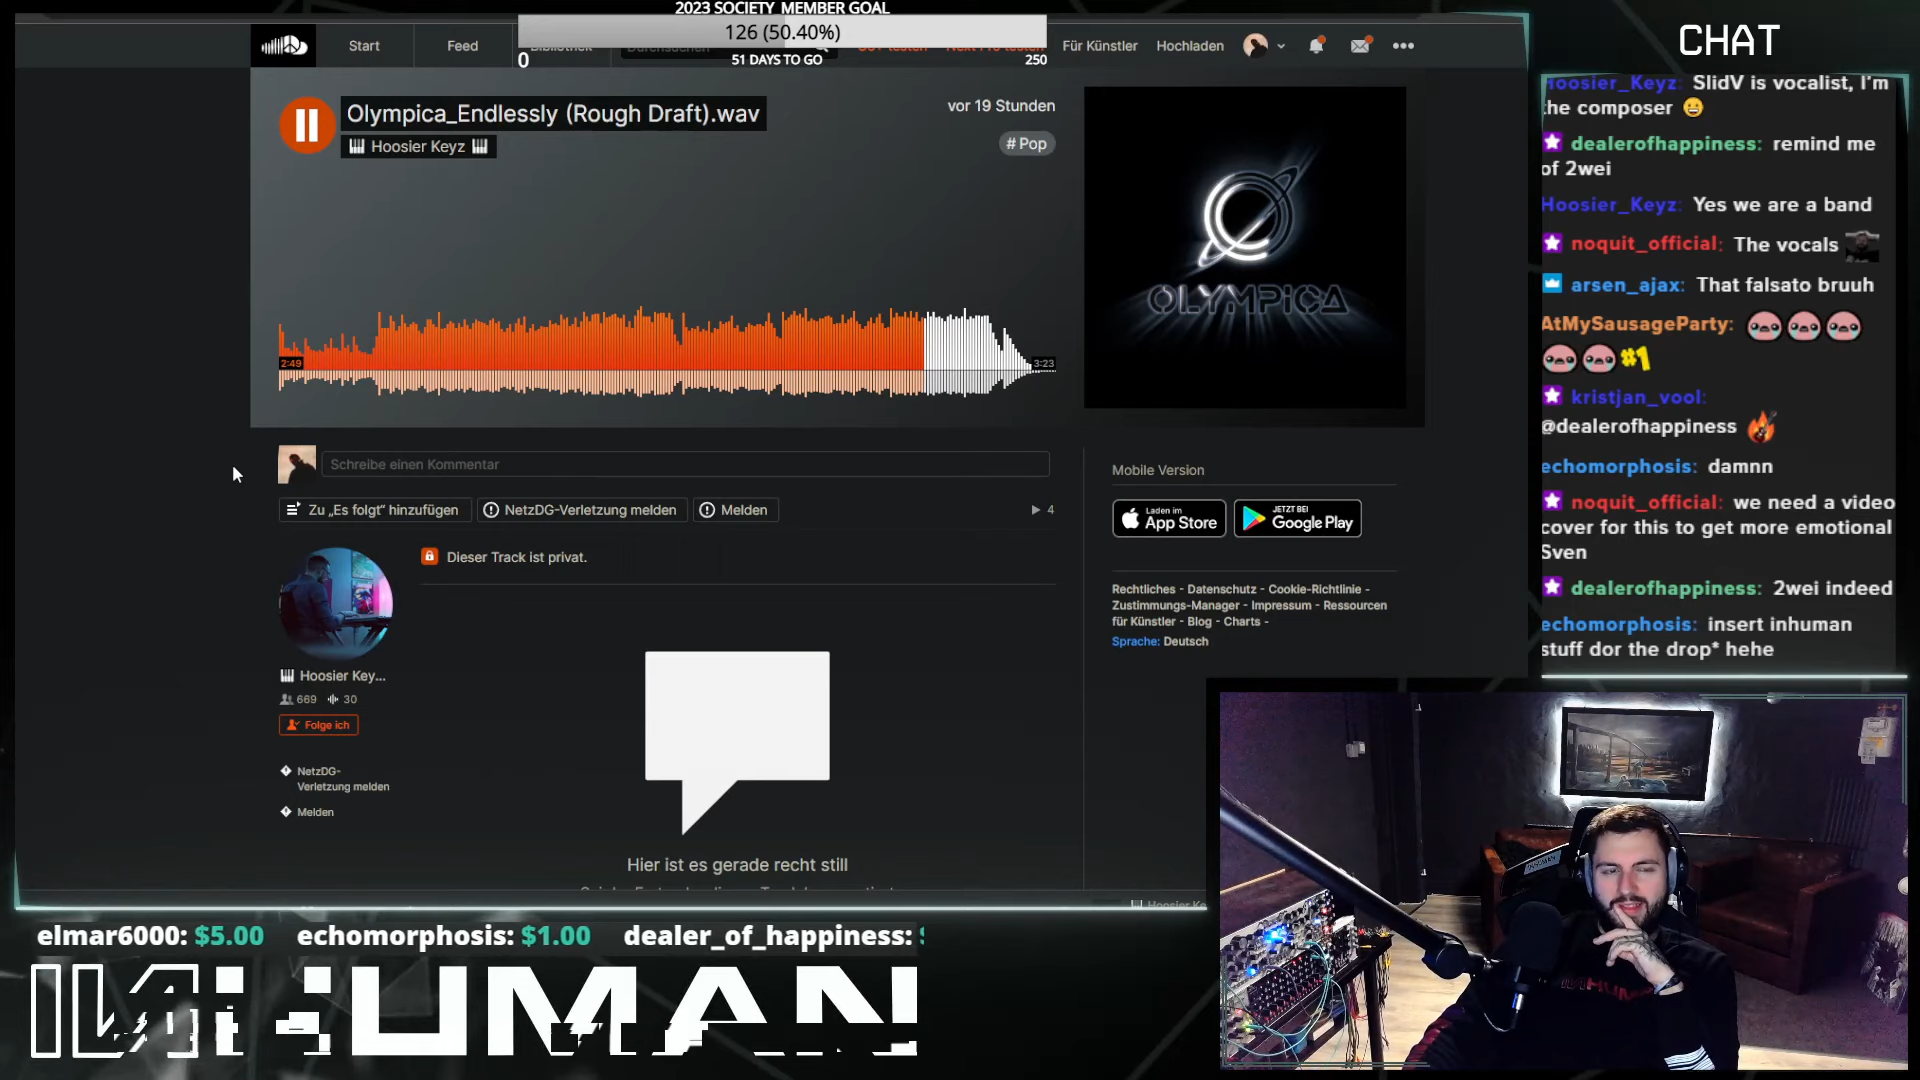 2023 SOCIETY MEMBER GOAL
126 (50.40%)
0
51 DAYS TO GO
250
Start
Feed
Für Künstler
Hochladen
Olympica_Endlessly (Rough Draft).wav
Hoosier Keyz
vor 19 Stunden
# Pop
2:49
3:23
OLYMPICA
Schreibe einen Kommentar
Zu „Es folgt“ hinzufügen
NetzDG-Verletzung melden
Melden
4
Dieser Track ist privat.
Hoosier Key...
669
30
Folge ich
NetzDG-
Verletzung melden
Melden
Hier ist es gerade recht still
Mobile Version
Laden im
App Store
JETZT BEI
Google Play
Rechtliches - Datenschutz - Cookie-Richtlinie -
Zustimmungs-Manager - Impressum - Ressourcen
für Künstler - Blog - Charts -
Sprache: Deutsch
CHAT
Hoosier_Keyz: SlidV is vocalist, I'm
the composer
dealerofhappiness: remind me
of 2wei
Hoosier_Keyz: Yes we are a band
noquit_official: The vocals
arsen_ajax: That falsato bruuh
AtMySausageParty:
#1
kristjan_vool:
@dealerofhappiness
echomorphosis: damnn
noquit_official: we need a video
cover for this to get more emotional
Sven
dealerofhappiness: 2wei indeed
echomorphosis: insert inhuman
stuff dor the drop* hehe
elmar6000: $5.00
echomorphosis: $1.00
dealer_of_happiness:
INHUMAN